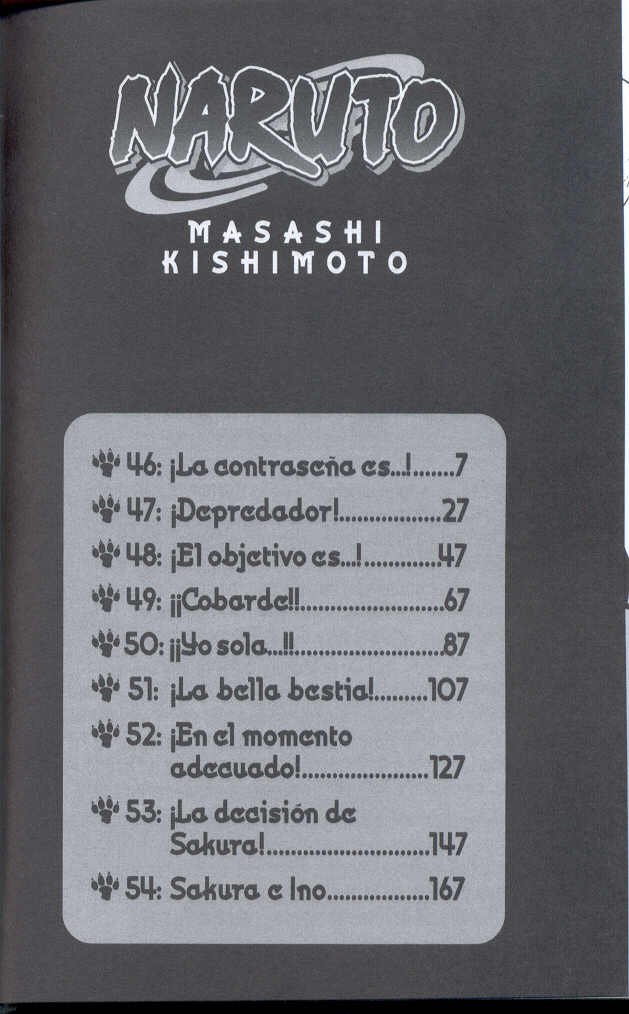 NARUTO
MASASHI
KISHIMOTO
46: ¡La contraseña es...!.......7
47: ¡Depredador!.................27
48: ¡El objetivo es...!.............47
49: ¡¡Cobarde!!........................67
50: ¡¡Yo sola...!!.........................87
51: ¡La bella bestia!.........107
52: ¡En el momento
adecuado!.....................127
53: ¡La decisión de
Sakura!...........................147
54: Sakura e Ino.................167